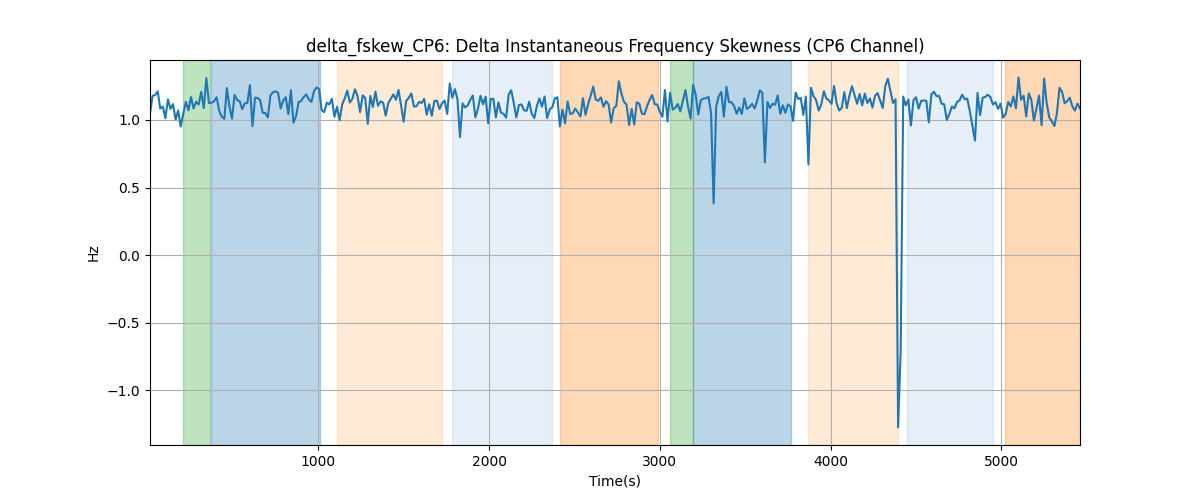 delta_fskew_CP6: Delta Instantaneous Frequency Skewness (CP6 Channel)
1.0
0.5
0.0
−0.5
−1.0
Hz
1000 2000 3000 4000 5000
Time(s)